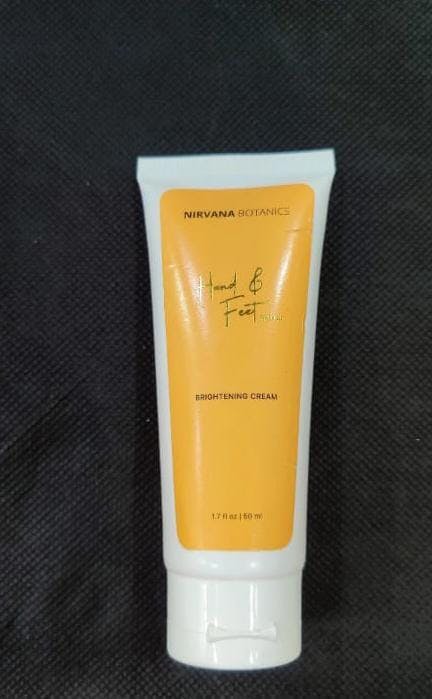 NIRVANA BOTANICS
Hand &
Feet
BRIGHTENING CREAM
1.7 fl oz | 50 ml